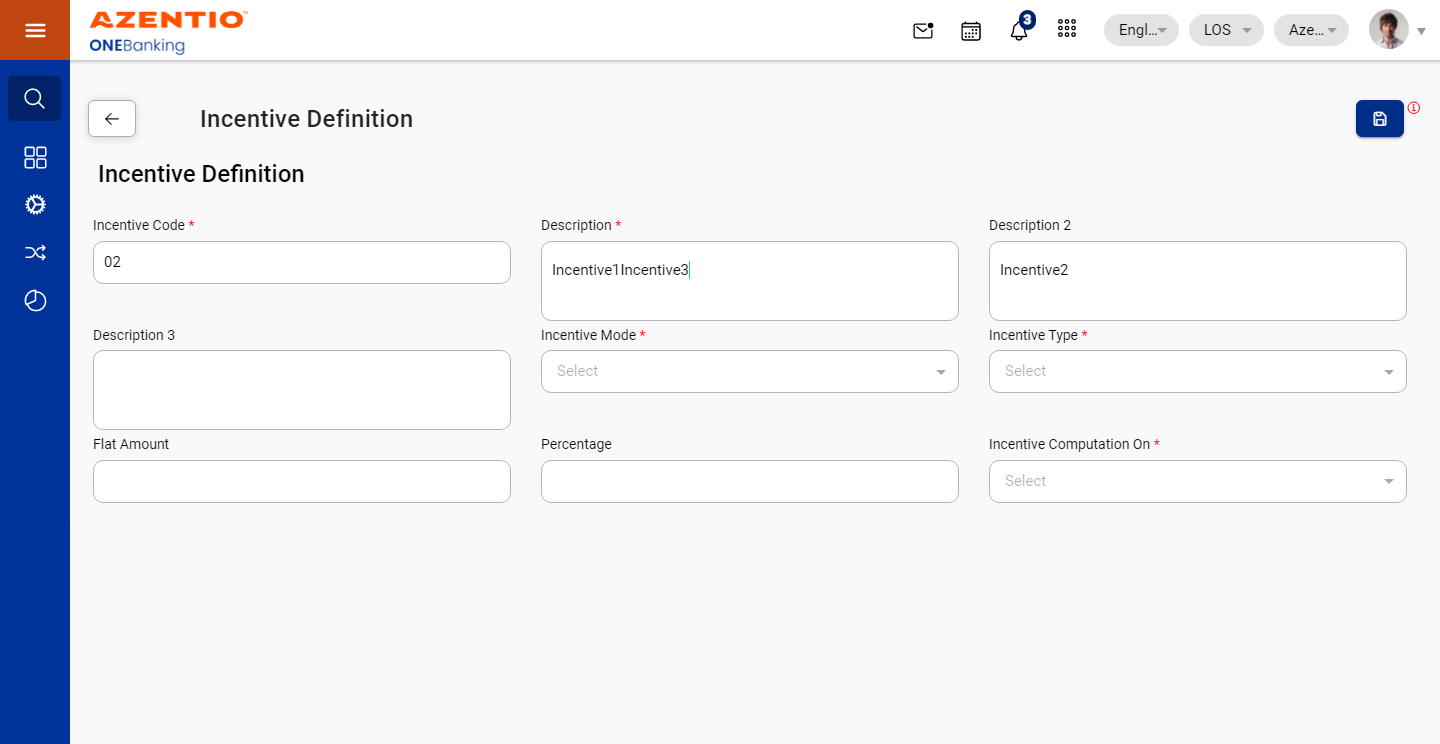 AZENTIO™
ONEBanking
3
Engl...
LOS
Aze...
Incentive Definition
Incentive Definition
Incentive Code *
Description *
Description 2
02
Incentive1Incentive3
Incentive2
Description 3
Incentive Mode *
Incentive Type *
Select
Select
Flat Amount
Percentage
Incentive Computation On *
Select